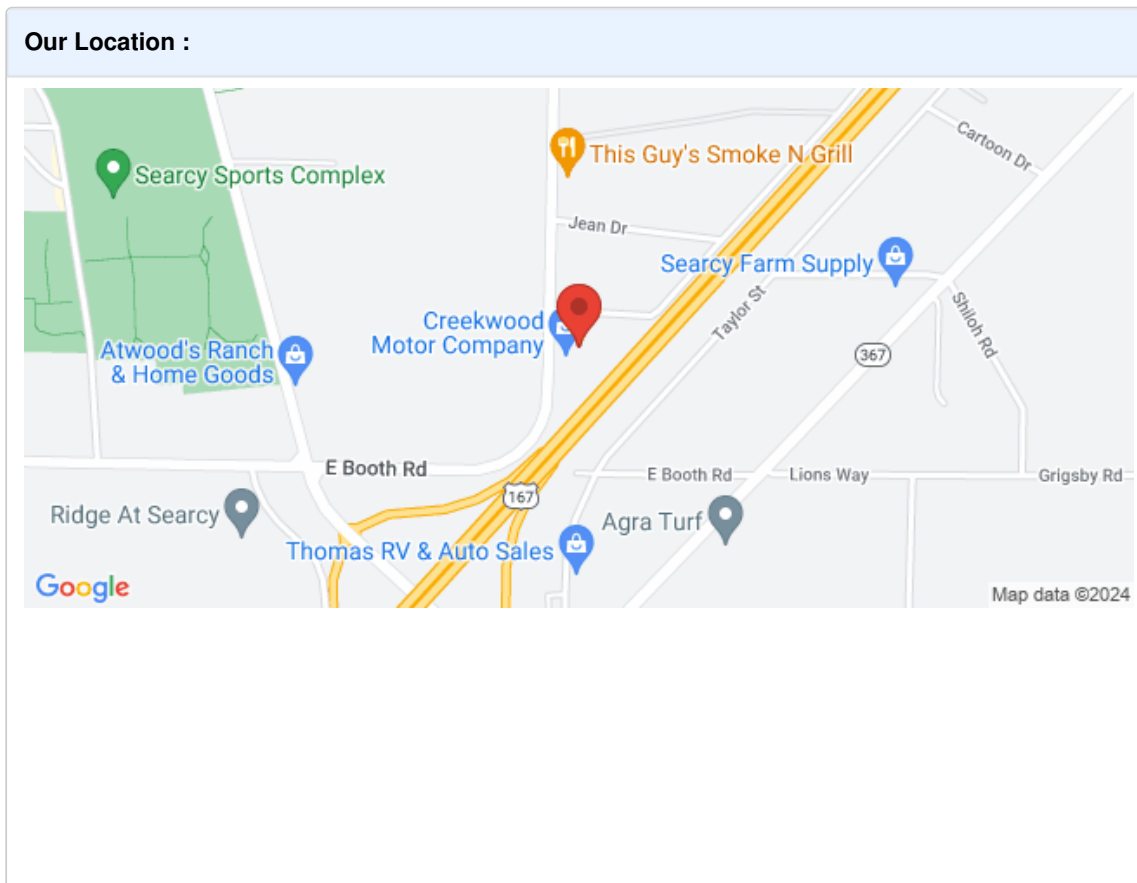 Our Location :
This Guy's Smoke N Grill
Cartoon Dr
Searcy Sports Complex
Jean Dr
Searcy Farm Supply
Taylor St
Shiloh Rd
Creekwood
Motor Company
Atwood's Ranch
& Home Goods
367
E Booth Rd
E Booth Rd
Lions Way
Grigsby Rd
167
Ridge At Searcy
Agra Turf
Thomas RV & Auto Sales
Google
Map data ©2024